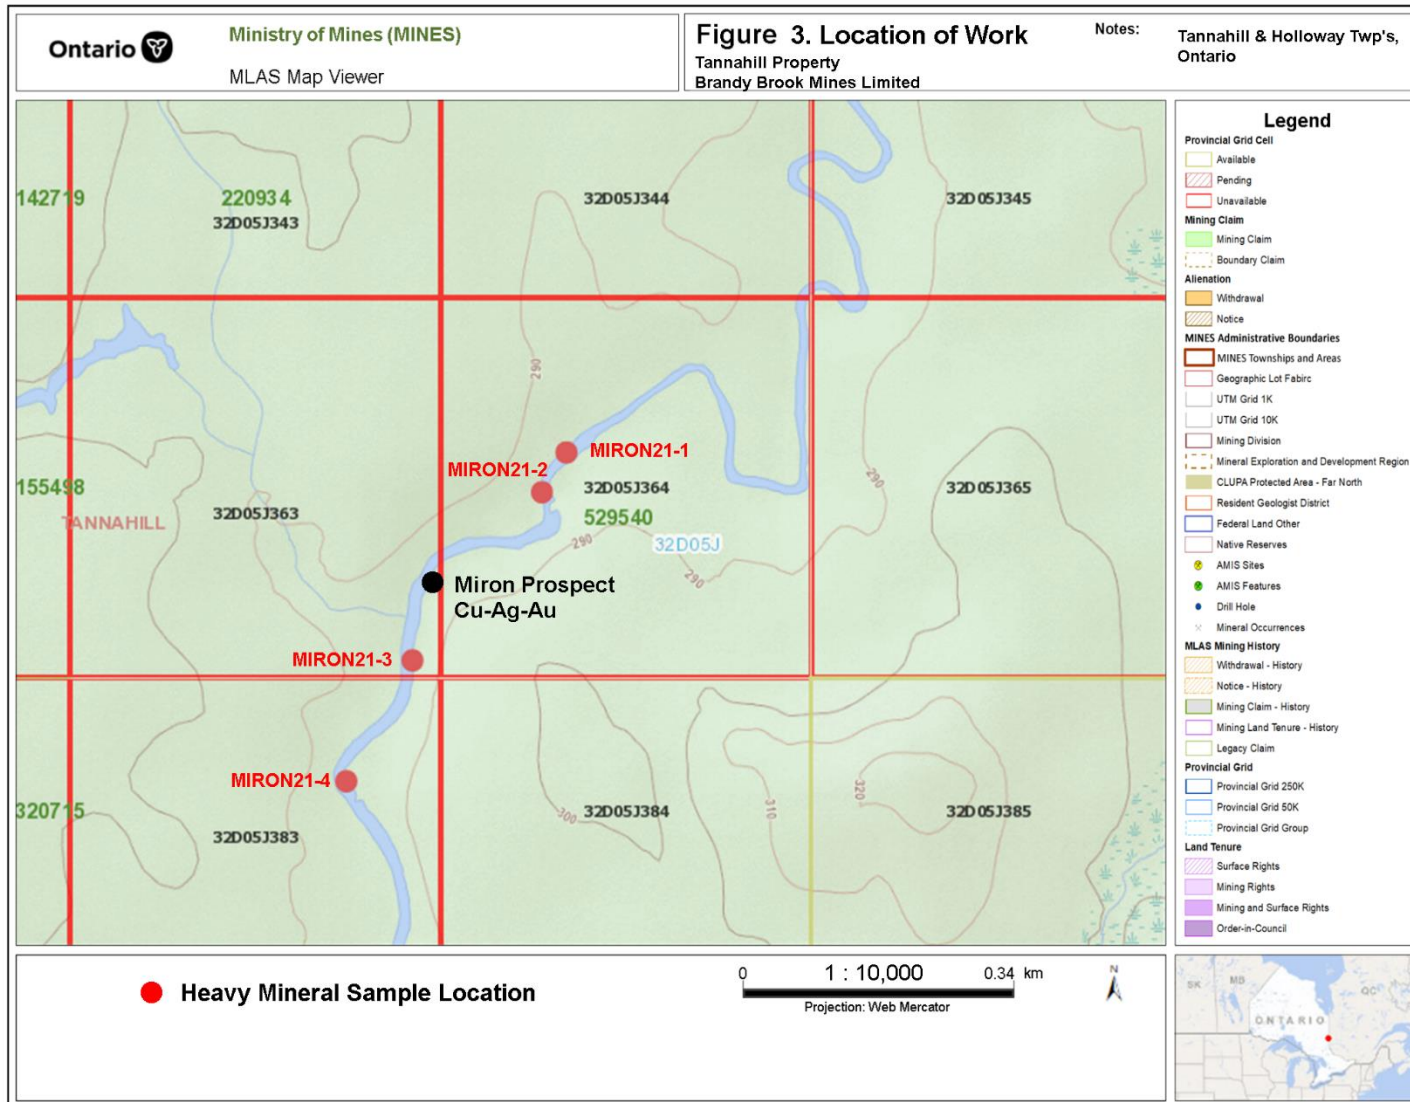 Ontario
Ministry of Mines (MINES)
MLAS Map Viewer
Figure 3. Location of Work
Tannahill Property
Brandy Brook Mines Limited
Notes:
Tannahill & Holloway Twp's,
Ontario
142719
220934
32D05J343
32D05J344
32D05J345
290
MIRON21-1
MIRON21-2
32D05J364
529540
32D05J
290
290
290
155498
TANNAHILL
32D05J363
32D05J365
Miron Prospect
Cu-Ag-Au
MIRON21-3
MIRON21-4
320715
32D05J383
300
32D05J384
310
320
32D05J385
Legend
Provincial Grid Cell
Available
Pending
Unavailable
Mining Claim
Mining Claim
Boundary Claim
Alienation
Withdrawal
Notice
MINES Administrative Boundaries
MINES Townships and Areas
Geographic Lot Fabirc
UTM Grid 1K
UTM Grid 10K
Mining Division
Mineral Exploration and Development Region
CLUPA Protected Area - Far North
Resident Geologist District
Federal Land Other
Native Reserves
AMIS Sites
AMIS Features
Drill Hole
Mineral Occurrences
MLAS Mining History
Withdrawal - History
Notice - History
Mining Claim - History
Mining Land Tenure - History
Legacy Claim
Provincial Grid
Provincial Grid 250K
Provincial Grid 50K
Provincial Grid Group
Land Tenure
Surface Rights
Mining Rights
Mining and Surface Rights
Order-in-Council
Heavy Mineral Sample Location
0 1 : 10,000 0.34 km
Projection: Web Mercator
N
SK
MB
ONTARIO
QC